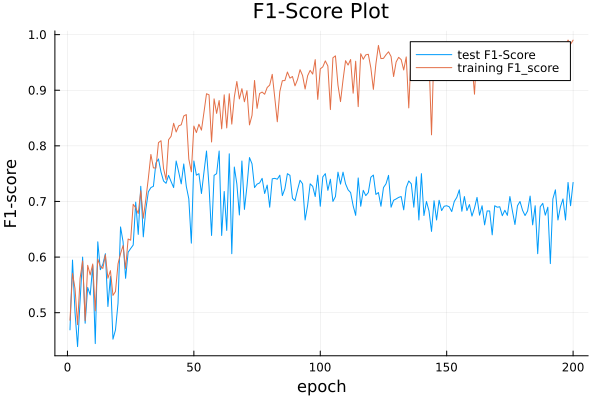 F1-Score Plot
1.0
0.9
0.8
0.7
0.6
0.5
F1-score
test F1-Score
training F1_score
0 50 100 150 200
epoch